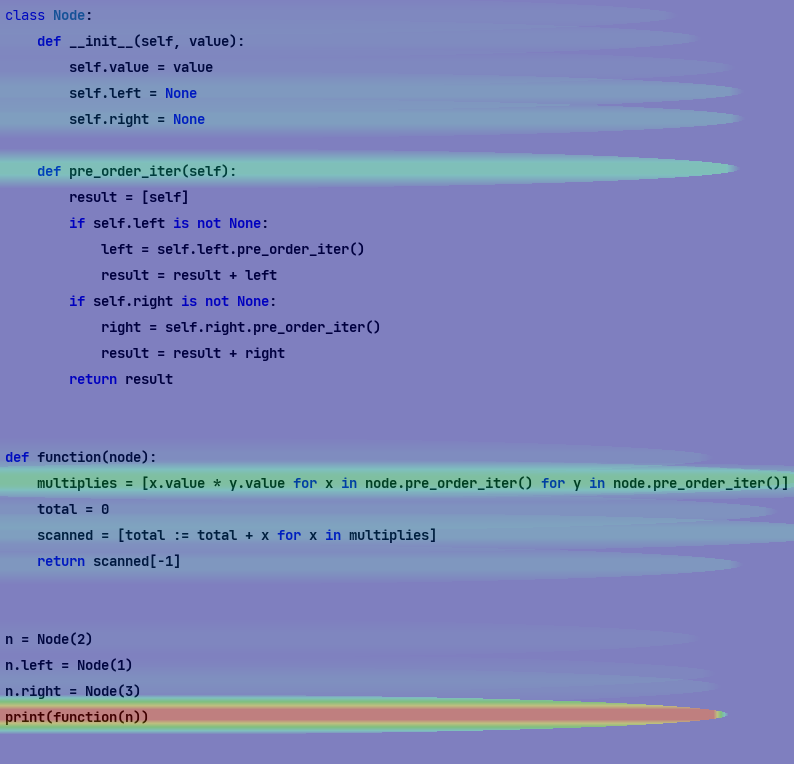 class Node:
    def __init__(self, value):
        self.value = value
        self.left = None
        self.right = None

    def pre_order_iter(self):
        result = [self]
        if self.left is not None:
            left = self.left.pre_order_iter()
            result = result + left
        if self.right is not None:
            right = self.right.pre_order_iter()
            result = result + right
        return result


def function(node):
    multiplies = [x.value * y.value for x in node.pre_order_iter() for y in node.pre_order_iter()]
    total = 0
    scanned = [total := total + x for x in multiplies]
    return scanned[-1]


n = Node(2)
n.left = Node(1)
n.right = Node(3)
print(function(n))